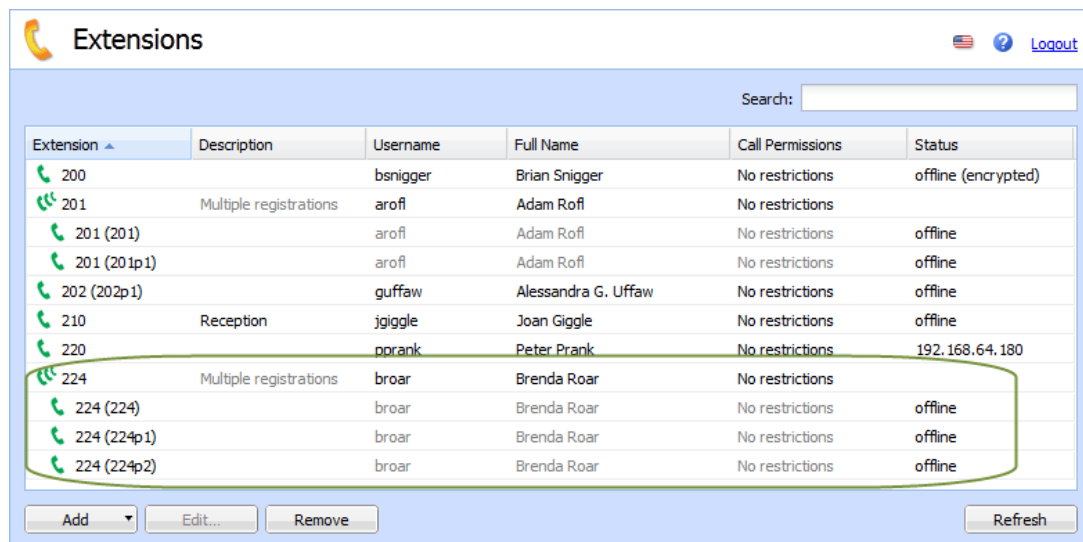 Extensions
Logout
Search:
Extension Description Username Full Name Call Permissions Status
200 bsnigger Brian Snigger No restrictions offline (encrypted)
201 Multiple registrations arofl Adam Rofl No restrictions
201 (201) arofl Adam Rofl No restrictions offline
201 (201p1) arofl Adam Rofl No restrictions offline
202 (202p1) guffaw Alessandra G. Uffaw No restrictions offline
210 Reception jgiggle Joan Giggle No restrictions offline
220 pprank Peter Prank No restrictions 192.168.64.180
224 Multiple registrations broar Brenda Roar No restrictions
224 (224) broar Brenda Roar No restrictions offline
224 (224p1) broar Brenda Roar No restrictions offline
224 (224p2) broar Brenda Roar No restrictions offline
Add Edit... Remove Refresh